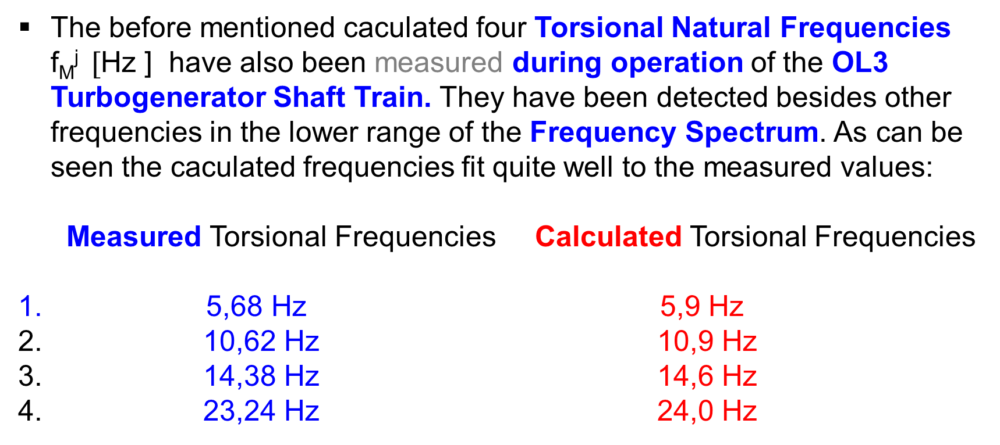 ▪ The before mentioned caculated four Torsional Natural Frequencies
fMj [Hz ] have also been measured during operation of the OL3
Turbogenerator Shaft Train. They have been detected besides other
frequencies in the lower range of the Frequency Spectrum. As can be
seen the caculated frequencies fit quite well to the measured values:
Measured Torsional Frequencies Calculated Torsional Frequencies
1. 5,68 Hz 5,9 Hz
2. 10,62 Hz 10,9 Hz
3. 14,38 Hz 14,6 Hz
4. 23,24 Hz 24,0 Hz